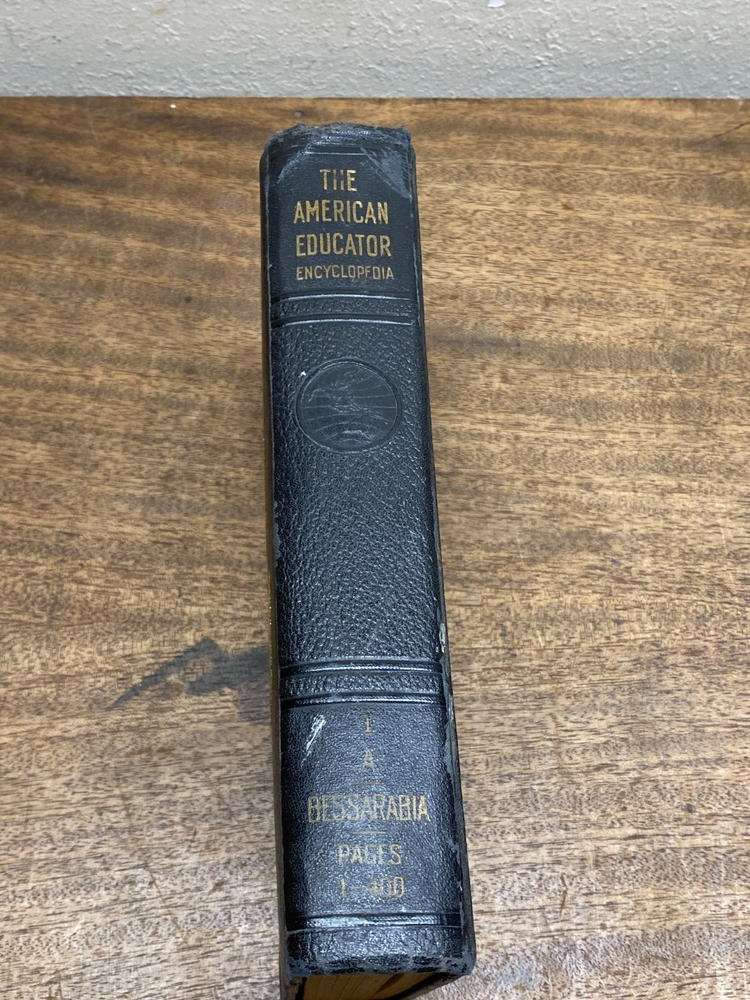 THE
AMERICAN
EDUCATOR
ENCYCLOPEDIA
1
A
BESSARABIA
PAGES
1-400